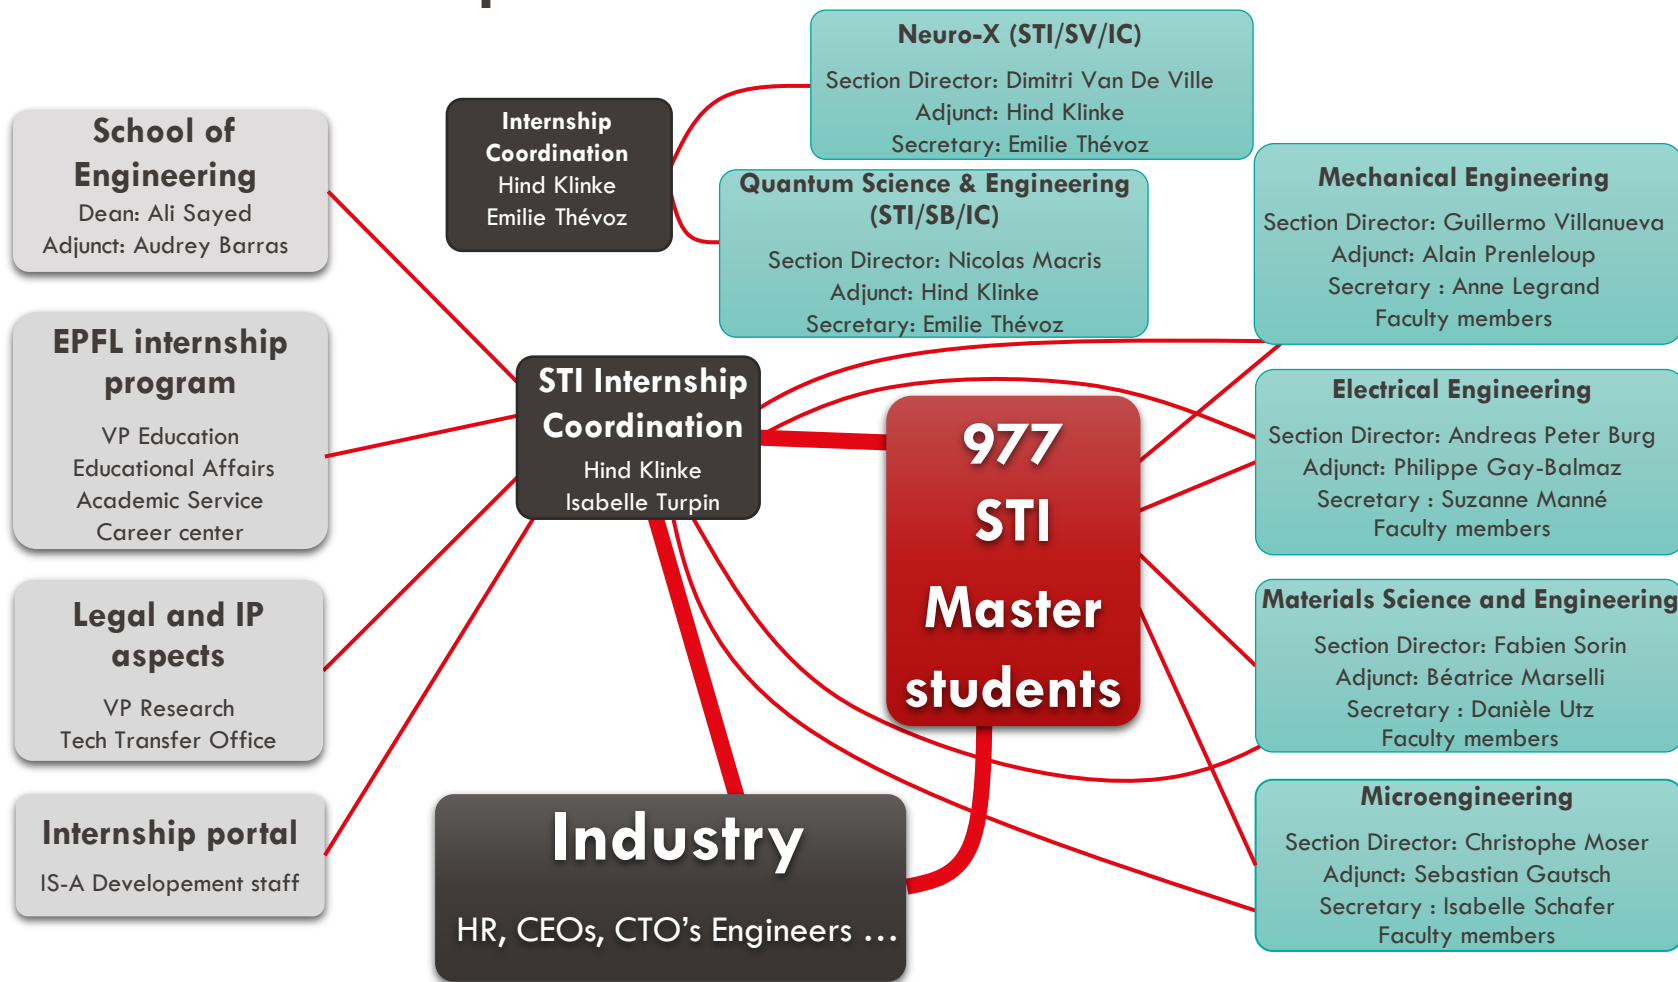 School of
Engineering
Dean: Ali Sayed
Adjunct: Audrey Barras
EPFL internship
program
VP Education
Educational Affairs
Academic Service
Career center
Legal and IP
aspects
VP Research
Tech Transfer Office
Internship portal
IS-A Developement staff
Internship
Coordination
Hind Klinke
Emilie Thévoz
STI Internship
Coordination
Hind Klinke
Isabelle Turpin
Industry
HR, CEOs, CTO’s Engineers …
977
STI
Master
students
Neuro-X (STI/SV/IC)
Section Director: Dimitri Van De Ville
Adjunct: Hind Klinke
Secretary: Emilie Thévoz
Quantum Science & Engineering
(STI/SB/IC)
Section Director: Nicolas Macris
Adjunct: Hind Klinke
Secretary: Emilie Thévoz
Mechanical Engineering
Section Director: Guillermo Villanueva
Adjunct: Alain Prenleloup
Secretary : Anne Legrand
Faculty members
Electrical Engineering
Section Director: Andreas Peter Burg
Adjunct: Philippe Gay-Balmaz
Secretary : Suzanne Manné
Faculty members
Materials Science and Engineering
Section Director: Fabien Sorin
Adjunct: Béatrice Marselli
Secretary : Danièle Utz
Faculty members
Microengineering
Section Director: Christophe Moser
Adjunct: Sebastian Gautsch
Secretary : Isabelle Schafer
Faculty members